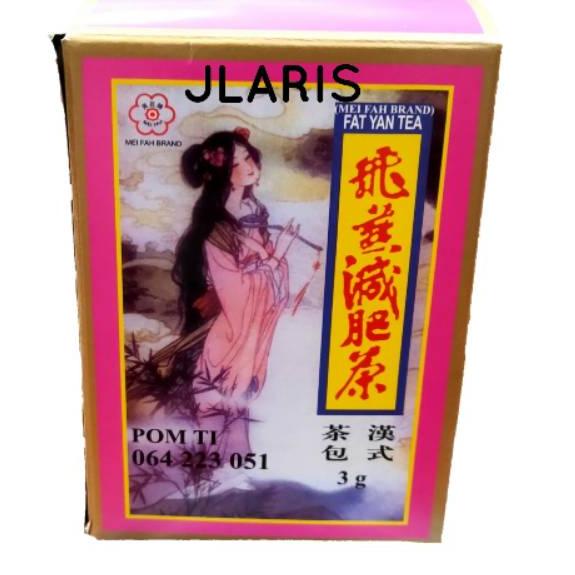 JLARIS
MEI FAH BRAND
(MEI FAH BRAND)
FAT YAN TEA
飛燕減肥茶
漢式
茶包
3 g
POM TI
064 223 051